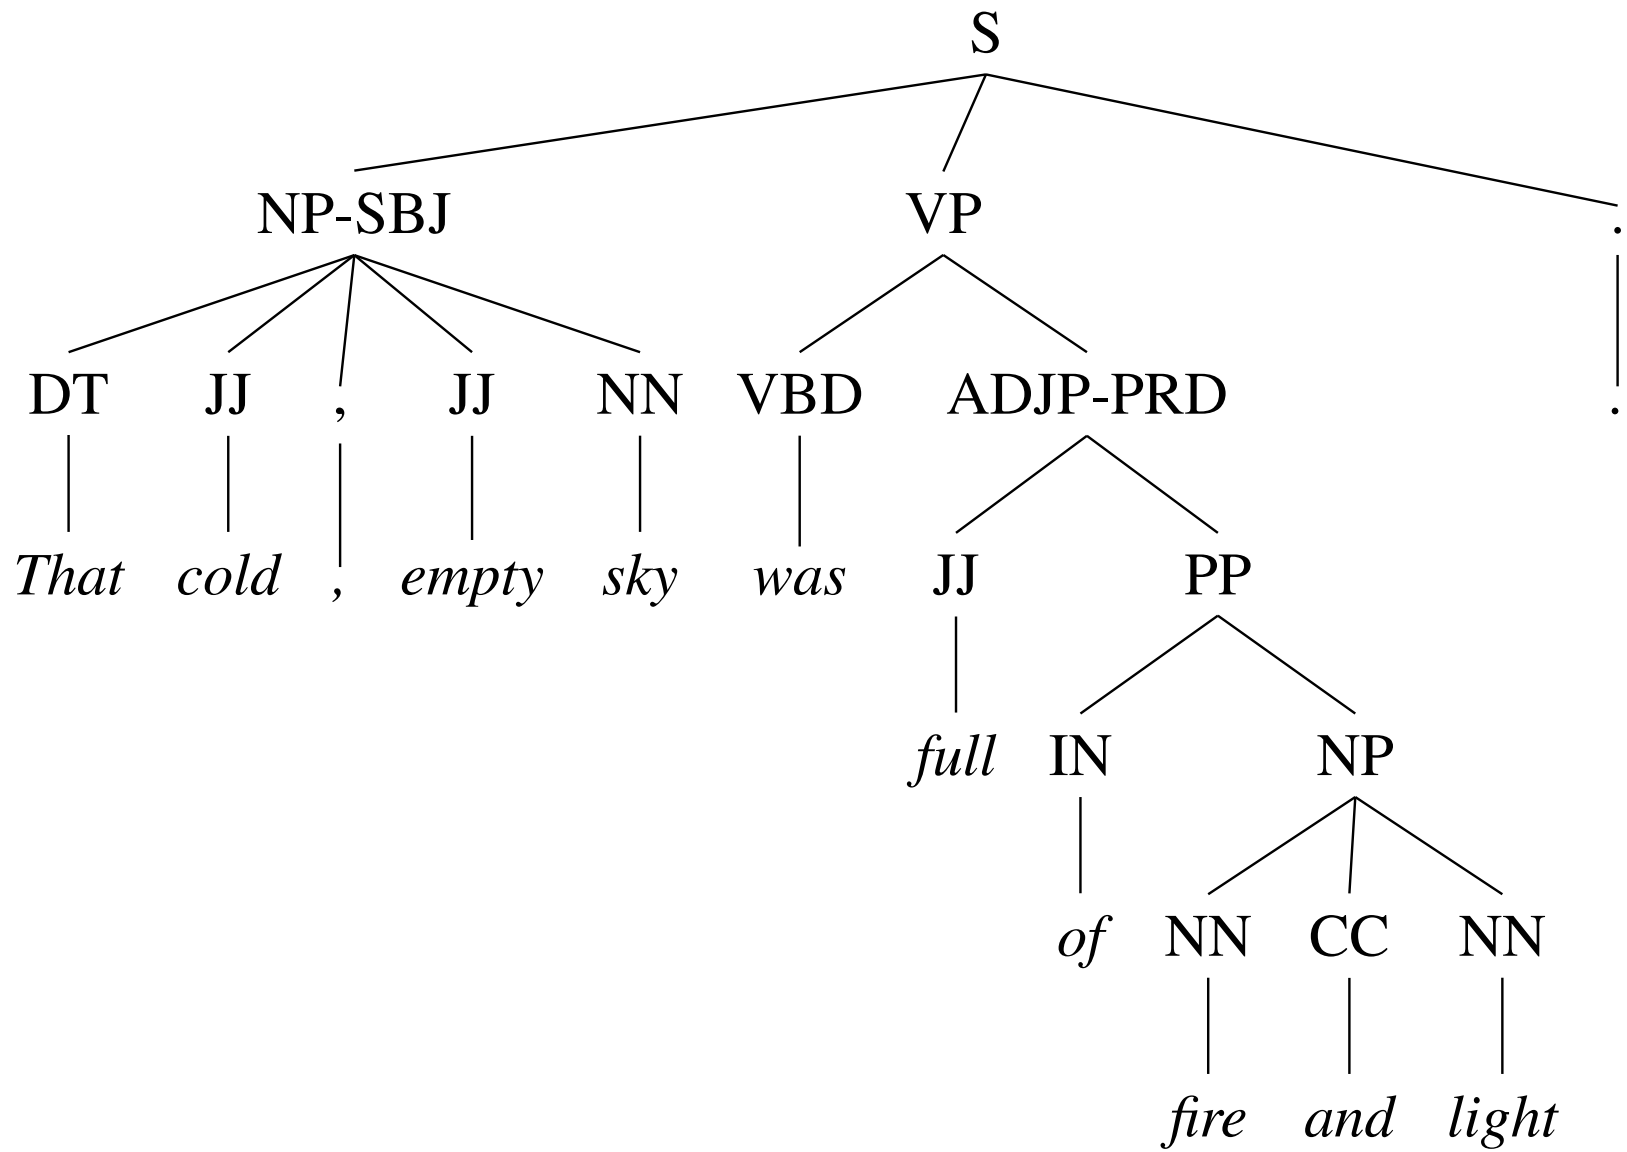 S
NP-SBJ VP .
DT JJ , JJ NN VBD ADJP-PRD .
That cold , empty sky was JJ PP
full IN NP
of NN CC NN
fire and light